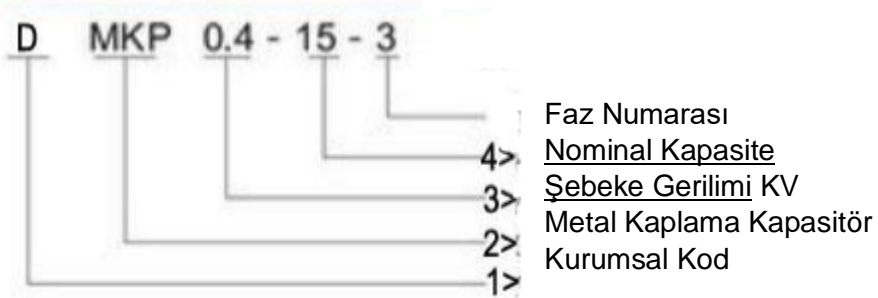 D MKP 0.4 - 15 - 3
Faz Numarası
4> Nominal Kapasite
3> Şebeke Gerilimi KV
Metal Kaplama Kapasitör
2> Kurumsal Kod
1>